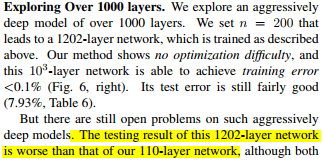 Exploring Over 1000 layers. We explore an aggressively
deep model of over 1000 layers. We set n = 200 that
leads to a 1202-layer network, which is trained as described
above. Our method shows no optimization difficulty, and
this 10³-layer network is able to achieve training error
<0.1% (Fig. 6, right). Its test error is still fairly good
(7.93%, Table 6).
But there are still open problems on such aggressively
deep models. The testing result of this 1202-layer network
is worse than that of our 110-layer network, although both